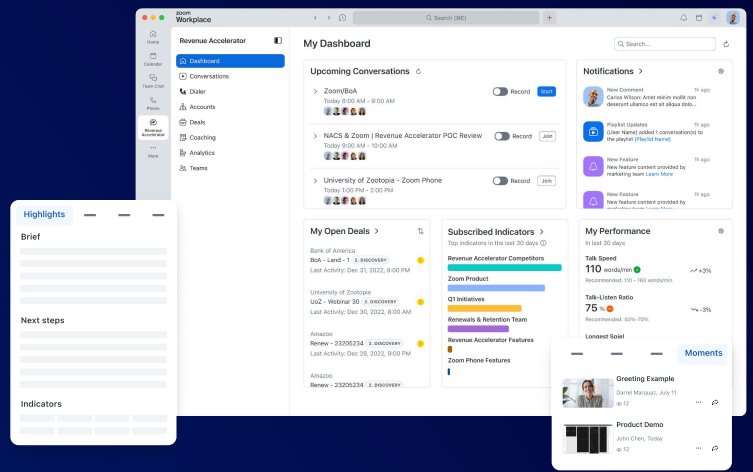 zoom
Workplace
Search (⌘E)
Home
Calendar
Team Chat
Phone
Revenue
Accelerator
More
Revenue Accelerator
Dashboard
Conversations
Dialer
Accounts
Deals
Coaching
Analytics
Teams
My Dashboard
Search...
Upcoming Conversations
Zoom/BoA
Today 8:00 AM - 9:00 AM
Record Start
NACS & Zoom | Revenue Accelerator POC Review
Today 9:00 AM - 10:00 AM
Record Join
University of Zootopia - Zoom Phone
Today 1:00 PM - 2:00 PM
Record Join
Notifications
New Comment 1h ago
Carlos Wilson: Amet minim mollit non
deserunt ullamco est sit aliqua dolo...
Playlist Updates 1h ago
(User Name) added 1 conversation(s) to
the playlist (Playlist Name)
New Feature 1h ago
New feature content provided by
marketing team Learn More
New Feature 1h ago
New feature content provided by
marketing team Learn More
My Open Deals
Bank of America
BoA - Land - 1 2. DISCOVERY
Last Activity: Dec 31, 2022, 9:00 PM
University of Zootopia
UoZ - Webinar 30 2. DISCOVERY
Last Activity: Dec 30, 2022, 8:00 AM
Amazoo
Renew - 23205234 2. DISCOVERY
Last Activity: Dec 28, 2022, 9:00 PM
Amazoo
Renew - 23205234 2. DISCOVERY
Subscribed Indicators
Top indicators in the last 30 days
Revenue Accelerator Competitors
Zoom Product
Q1 Initiatives
Renewals & Retention Team
Revenue Accelerator Features
Zoom Phone Features
My Performance
In last 30 days
Talk Speed
110 words/min +3%
Recommended: 110 - 160 words/min
Talk-Listen Ratio
75 % -3%
Recommended: 40%-70%
Longest Spiel
Highlights
Brief
Next steps
Indicators
Moments
Greeting Example
Darrel Marquaz, July 11
12
Product Demo
John Chen, Today
12